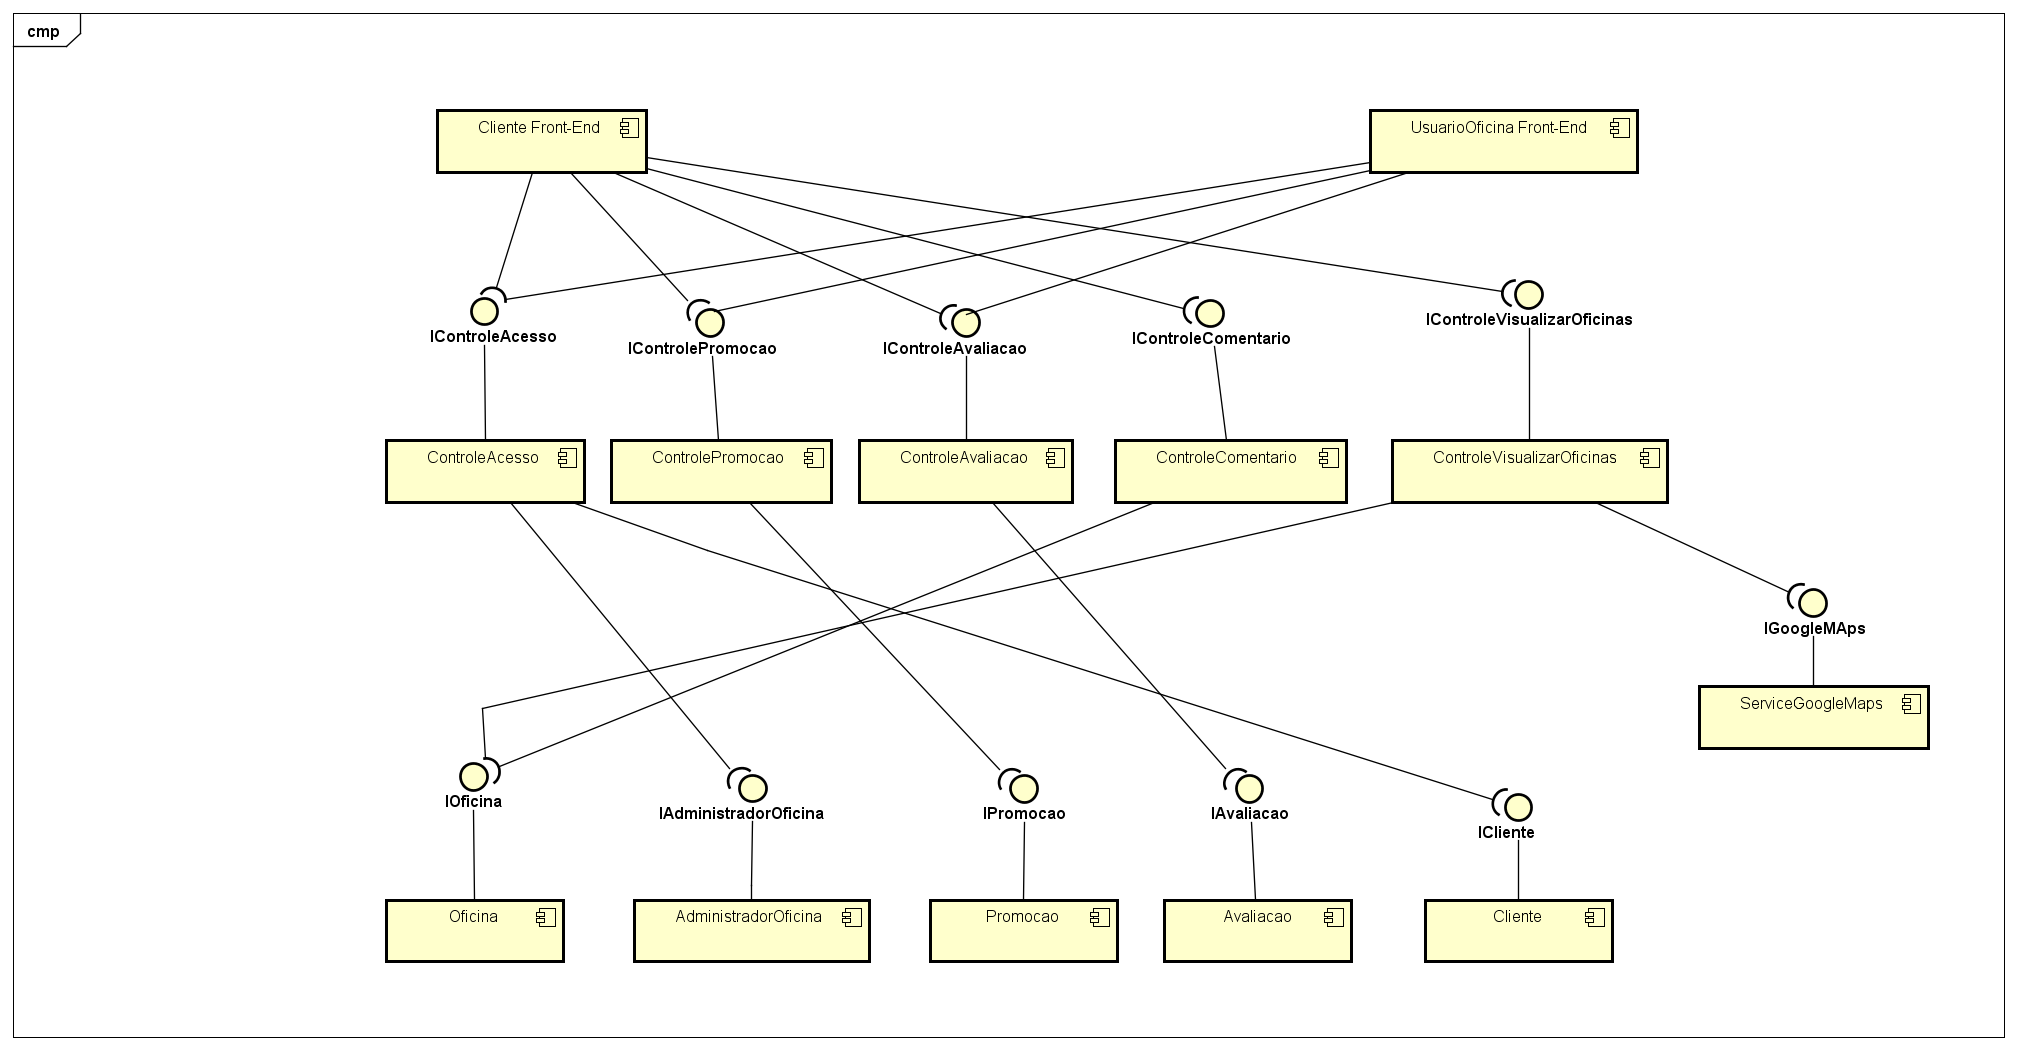 cmp
Cliente Front-End
UsuarioOficina Front-End
IControleAcesso
IControlePromocao
IControleAvaliacao
IControleComentario
IControleVisualizarOficinas
ControleAcesso
ControlePromocao
ControleAvaliacao
ControleComentario
ControleVisualizarOficinas
IGoogleMAps
ServiceGoogleMaps
IOficina
IAdministradorOficina
IPromocao
IAvaliacao
ICliente
Oficina
AdministradorOficina
Promocao
Avaliacao
Cliente